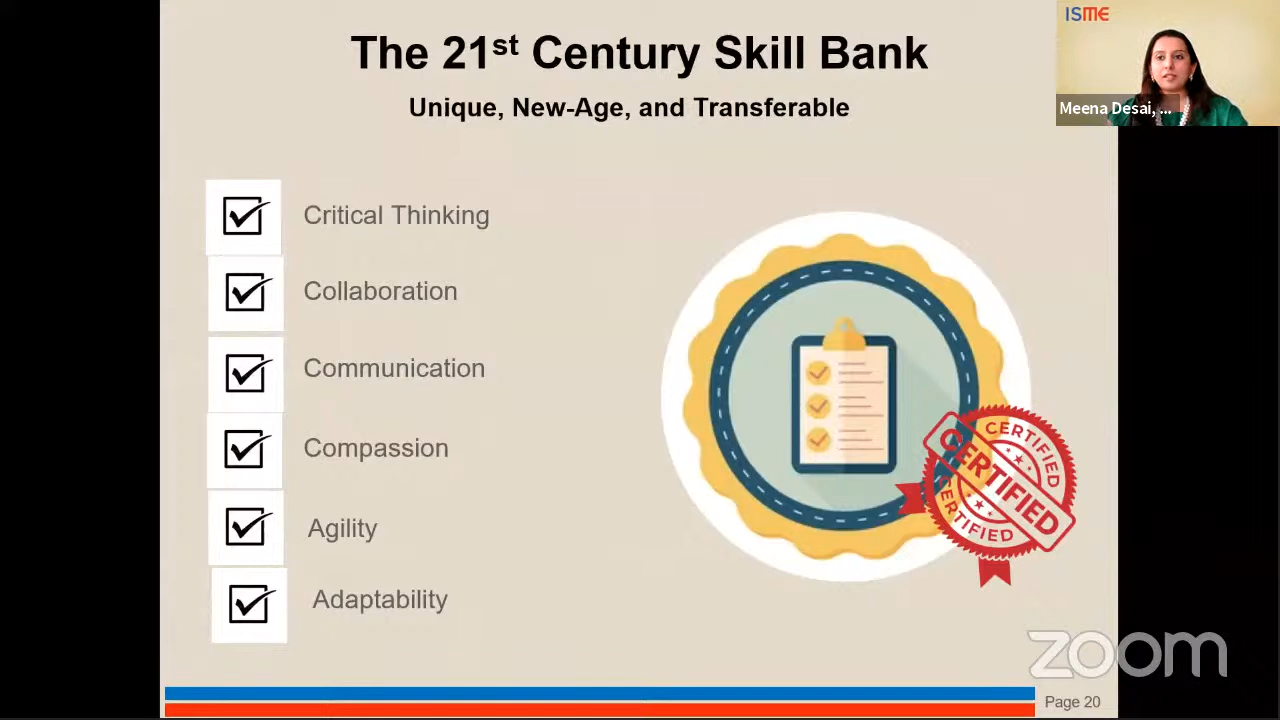 The 21st Century Skill Bank
Unique, New-Age, and Transferable
ISME
Meena Desai, ...
Critical Thinking
Collaboration
Communication
Compassion
Agility
Adaptability
CERTIFIED
CERTIFIED
CERTIFIED
zoom
Page 20